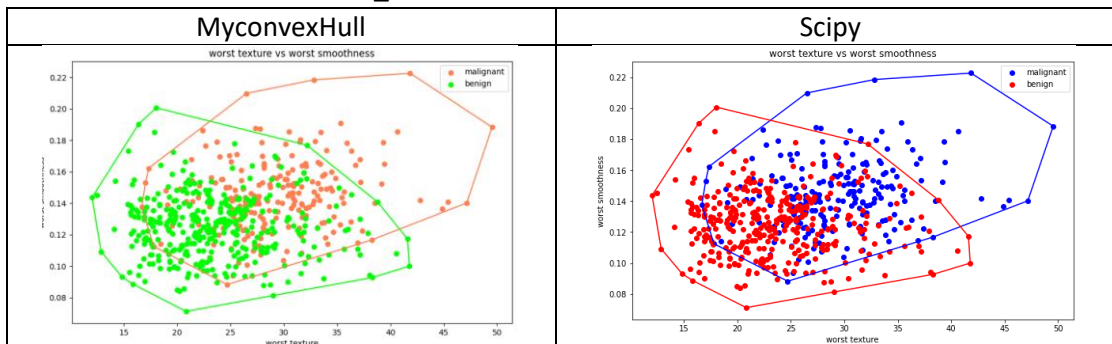 MyconvexHull
Scipy
worst texture vs worst smoothness
malignant
benign
0.22
0.20
0.18
0.16
0.14
0.12
0.10
0.08
15 20 25 30 35 40 45 50
worst texture
worst texture vs worst smoothness
malignant
benign
worst smoothness
0.22
0.20
0.18
0.16
0.14
0.12
0.10
0.08
15 20 25 30 35 40 45 50
worst texture